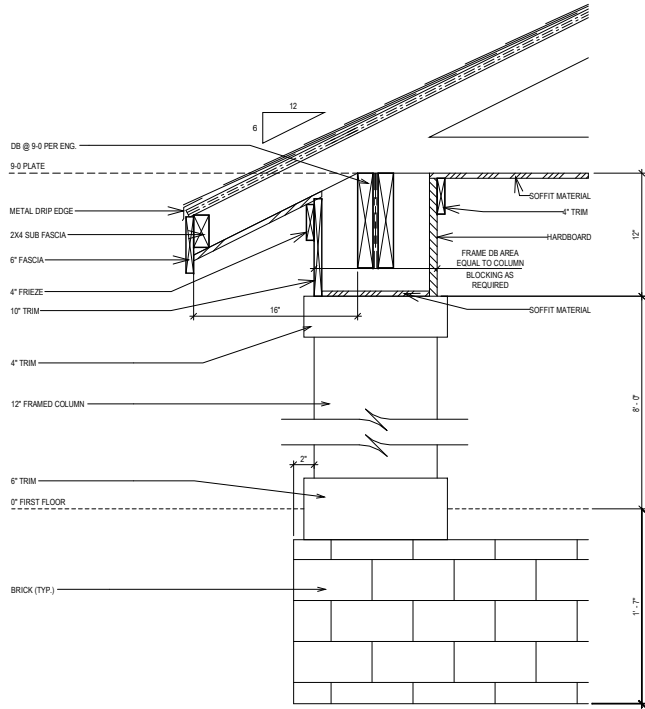 12
6
DB @ 9-0 PER ENG.
9-0 PLATE
METAL DRIP EDGE
2X4 SUB FASCIA
6" FASCIA
4" FRIEZE
10" TRIM
16"
4" TRIM
12" FRAMED COLUMN
2"
6" TRIM
0" FIRST FLOOR
BRICK (TYP.)
SOFFIT MATERIAL
4" TRIM
HARDBOARD
FRAME DB AREA
EQUAL TO COLUMN
BLOCKING AS
REQUIRED
SOFFIT MATERIAL
12"
8' - 0"
1' - 7"